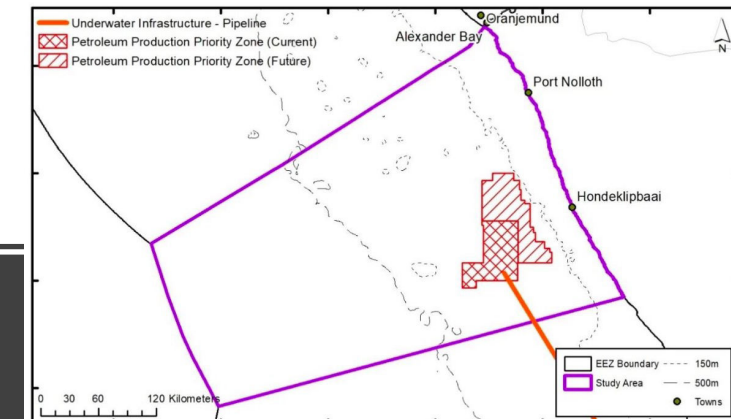 Underwater Infrastructure - Pipeline
Petroleum Production Priority Zone (Current)
Petroleum Production Priority Zone (Future)
Oranjemund
Alexander Bay
N
Port Nolloth
Hondeklipbaai
EEZ Boundary
150m
Study Area
500m
Towns
0 30 60 120 Kilometers